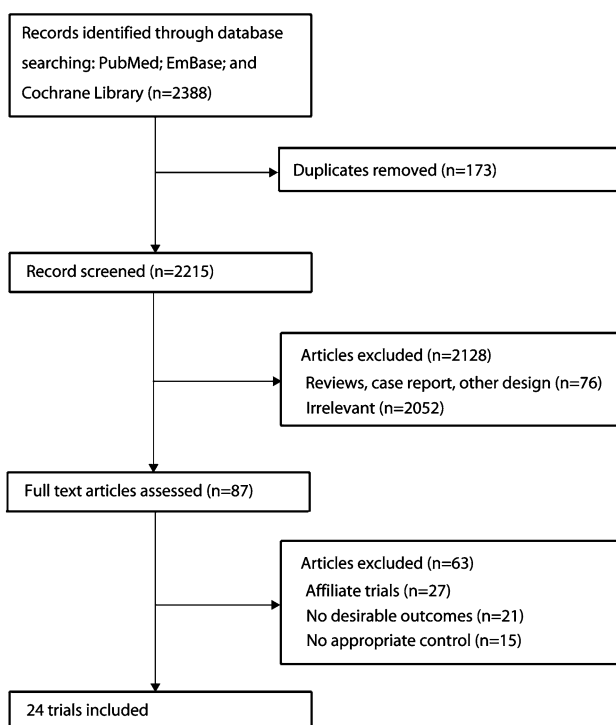 Records identified through database
searching: PubMed; EmBase; and
Cochrane Library (n=2388)
Duplicates removed (n=173)
Record screened (n=2215)
Articles excluded (n=2128)
Reviews, case report, other design (n=76)
Irrelevant (n=2052)
Full text articles assessed (n=87)
Articles excluded (n=63)
Affiliate trials (n=27)
No desirable outcomes (n=21)
No appropriate control (n=15)
24 trials included